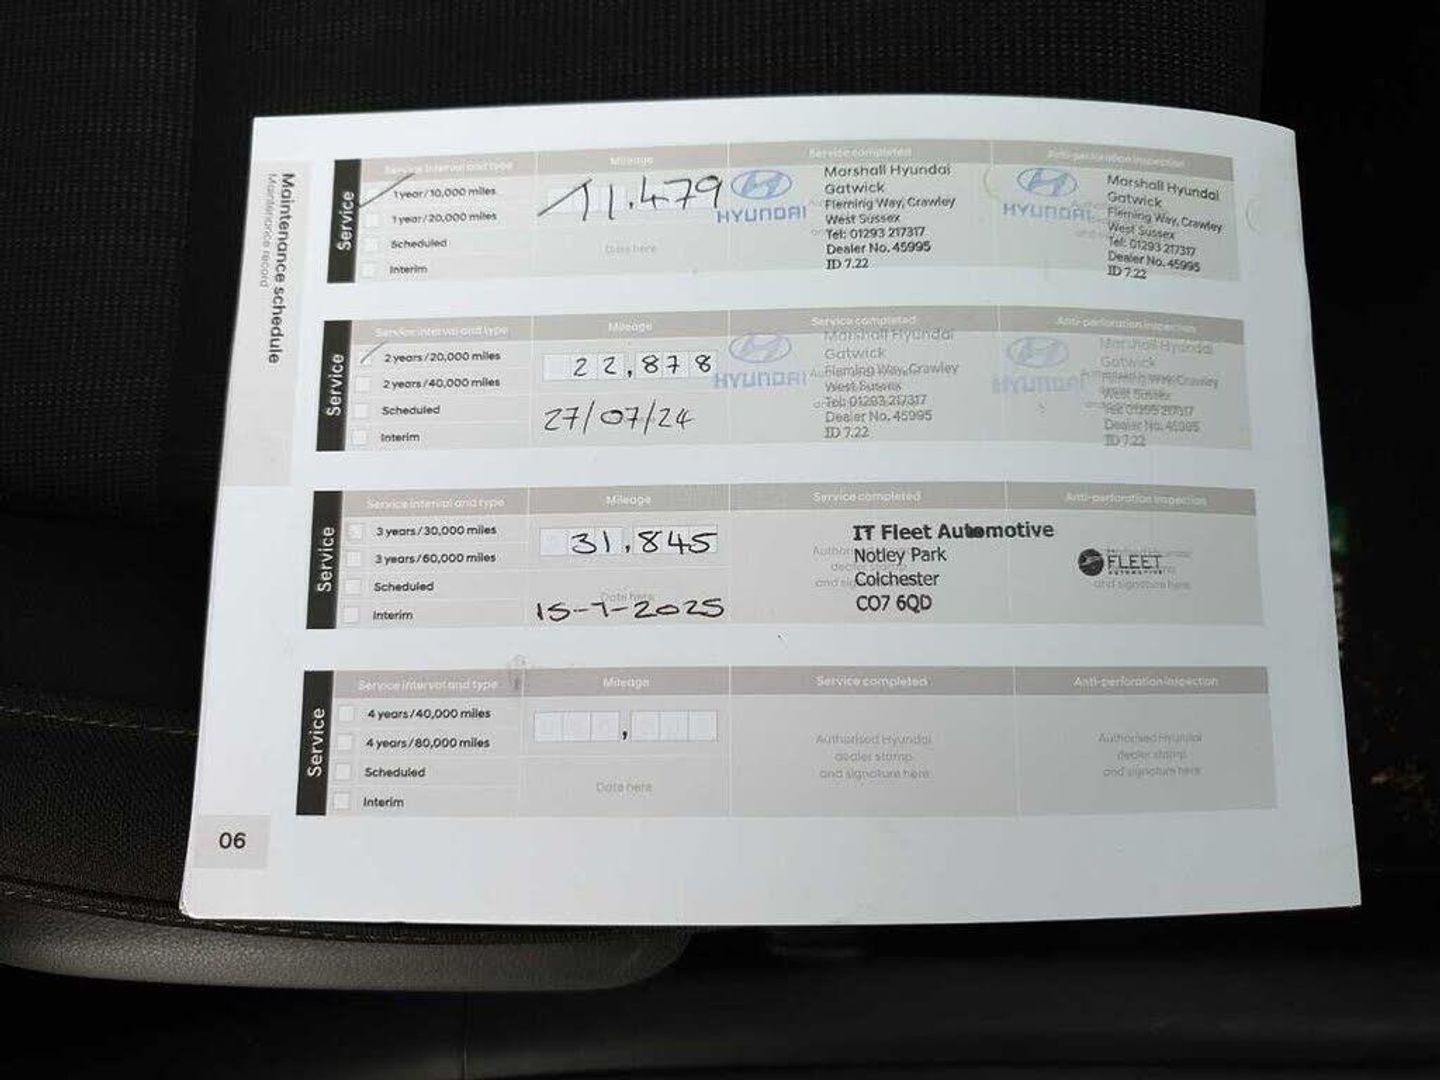 Maintenance schedule
Maintenance record
Service
Service interval and type
1 year/10,000 miles
1 year/20,000 miles
Scheduled
Interim
Mileage
11.479
Date here
Service completed
HYUNDAI
Marshall Hyundai
Gatwick
Fleming Way, Crawley
West Sussex
Tel: 01293 217317
Dealer No. 45995
ID 7.22
Anti-perforation inspection
HYUNDAI
Marshall Hyundai
Gatwick
Fleming Way, Crawley
West Sussex
Tel: 01293 217317
Dealer No. 45995
ID 7.22
Service
Service interval and type
2 years/20,000 miles
2 years/40,000 miles
Scheduled
Interim
Mileage
22,878
27/07/24
Service completed
HYUNDAI
Marshall Hyundai
Gatwick
Fleming Way, Crawley
West Sussex
Tel: 01293 217317
Dealer No. 45995
ID 7.22
Anti-perforation inspection
HYUNDAI
Marshall Hyundai
Gatwick
Fleming Way, Crawley
West Sussex
Tel: 01293 217317
Dealer No. 45995
ID 7.22
Service
Service interval and type
3 years/30,000 miles
3 years/60,000 miles
Scheduled
Interim
Mileage
31,845
Date here
15-7-2025
Service completed
IT Fleet Automotive
Notley Park
Colchester
CO7 6QD
Anti-perforation inspection
FLEET
AUTOMOTIVE
and signature here
Service
Service interval and type
4 years/40,000 miles
4 years/80,000 miles
Scheduled
Interim
Mileage
,
Date here
Service completed
Authorised Hyundai
dealer stamp
and signature here
Anti-perforation inspection
Authorised Hyundai
dealer stamp
and signature here
06